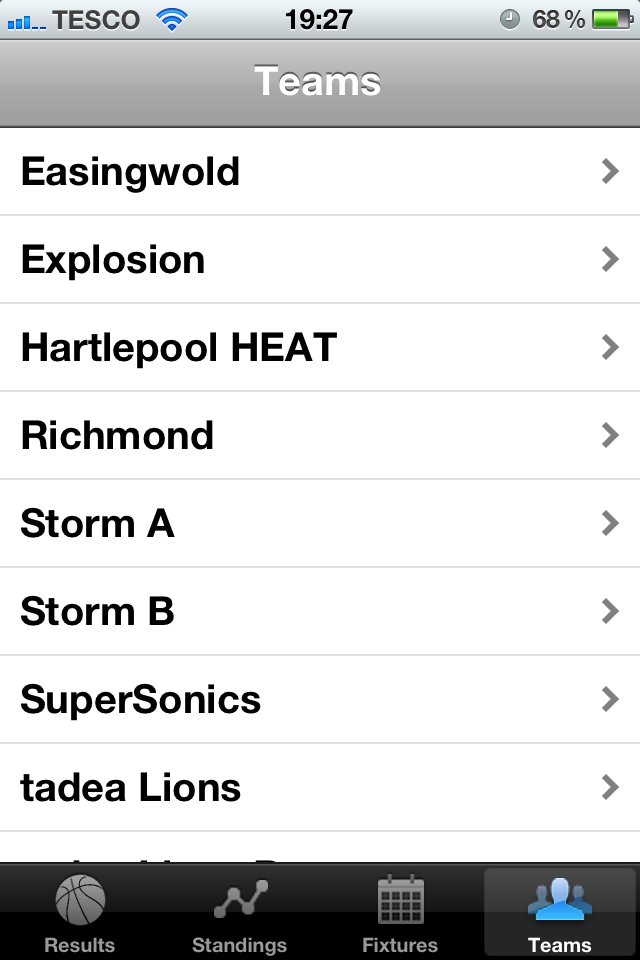 TESCO 19:27 68 %
Teams
Easingwold
Explosion
Hartlepool HEAT
Richmond
Storm A
Storm B
SuperSonics
tadea Lions
Results Standings Fixtures Teams